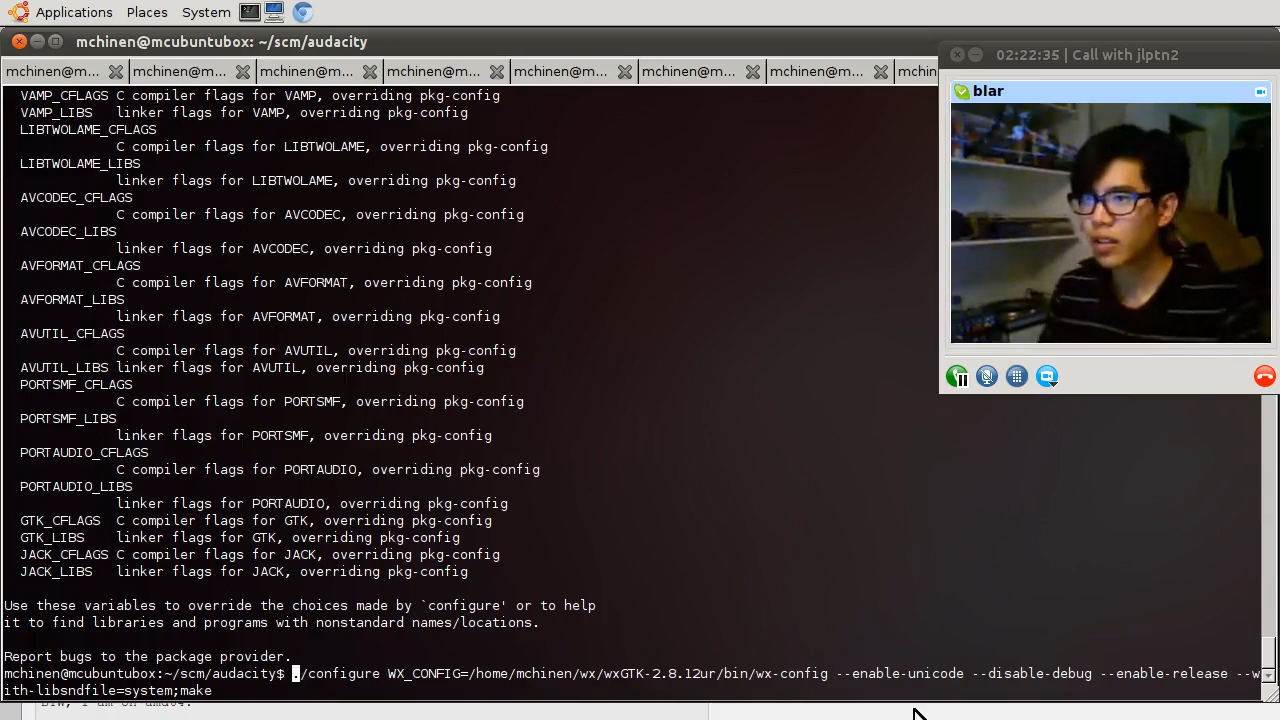 Applications Places System
mchinen@mcubuntubox: ~/scm/audacity
02:22:35 | Call with jlptn2
mchinen@m... mchinen@m... mchinen@m... mchinen@m... mchinen@m... mchinen@m... mchinen@m... mchinen
blar
VAMP_CFLAGS C compiler flags for VAMP, overriding pkg-config
VAMP_LIBS linker flags for VAMP, overriding pkg-config
LIBTWOLAME_CFLAGS
C compiler flags for LIBTWOLAME, overriding pkg-config
LIBTWOLAME_LIBS
linker flags for LIBTWOLAME, overriding pkg-config
AVCODEC_CFLAGS
C compiler flags for AVCODEC, overriding pkg-config
AVCODEC_LIBS
linker flags for AVCODEC, overriding pkg-config
AVFORMAT_CFLAGS
C compiler flags for AVFORMAT, overriding pkg-config
AVFORMAT_LIBS
linker flags for AVFORMAT, overriding pkg-config
AVUTIL_CFLAGS
C compiler flags for AVUTIL, overriding pkg-config
AVUTIL_LIBS linker flags for AVUTIL, overriding pkg-config
PORTSMF_CFLAGS
C compiler flags for PORTSMF, overriding pkg-config
PORTSMF_LIBS
linker flags for PORTSMF, overriding pkg-config
PORTAUDIO_CFLAGS
C compiler flags for PORTAUDIO, overriding pkg-config
PORTAUDIO_LIBS
linker flags for PORTAUDIO, overriding pkg-config
GTK_CFLAGS C compiler flags for GTK, overriding pkg-config
GTK_LIBS linker flags for GTK, overriding pkg-config
JACK_CFLAGS C compiler flags for JACK, overriding pkg-config
JACK_LIBS linker flags for JACK, overriding pkg-config
Use these variables to override the choices made by `configure' or to help
it to find libraries and programs with nonstandard names/locations.
Report bugs to the package provider.
mchinen@mcubuntubox:~/scm/audacity$ ./configure WX_CONFIG=/home/mchinen/wx/wxGTK-2.8.12ur/bin/wx-config --enable-unicode --disable-debug --enable-release --w
ith-libsndfile=system;make